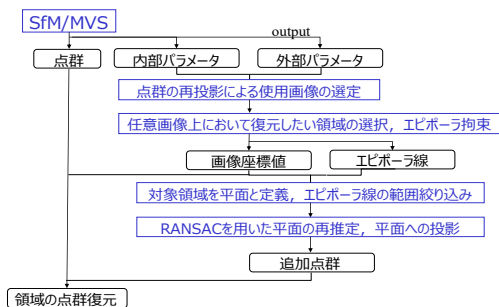 SfM/MVS
output
点群
内部パラメータ
外部パラメータ
点群の再投影による使用画像の選定
任意画像上において復元したい領域の選択，エピポーラ拘束
画像座標値
エピポーラ線
対象領域を平面と定義，エピポーラ線の範囲絞り込み
RANSACを用いた平面の再推定，平面への投影
追加点群
領域の点群復元